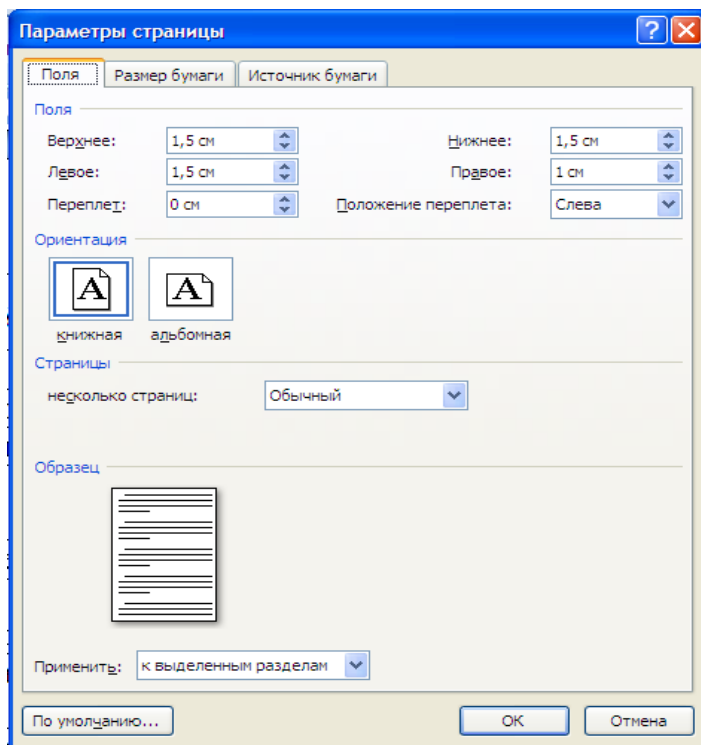 Параметры страницы
Поля Размер бумаги Источник бумаги
Поля
Верхнее: 1,5 см Нижнее: 1,5 см
Левое: 1,5 см Правое: 1 см
Переплет: 0 см Положение переплета: Слева
Ориентация
A A
книжная альбомная
Страницы
несколько страниц: Обычный
Образец
Применить: к выделенным разделам
По умолчанию... ОК Отмена